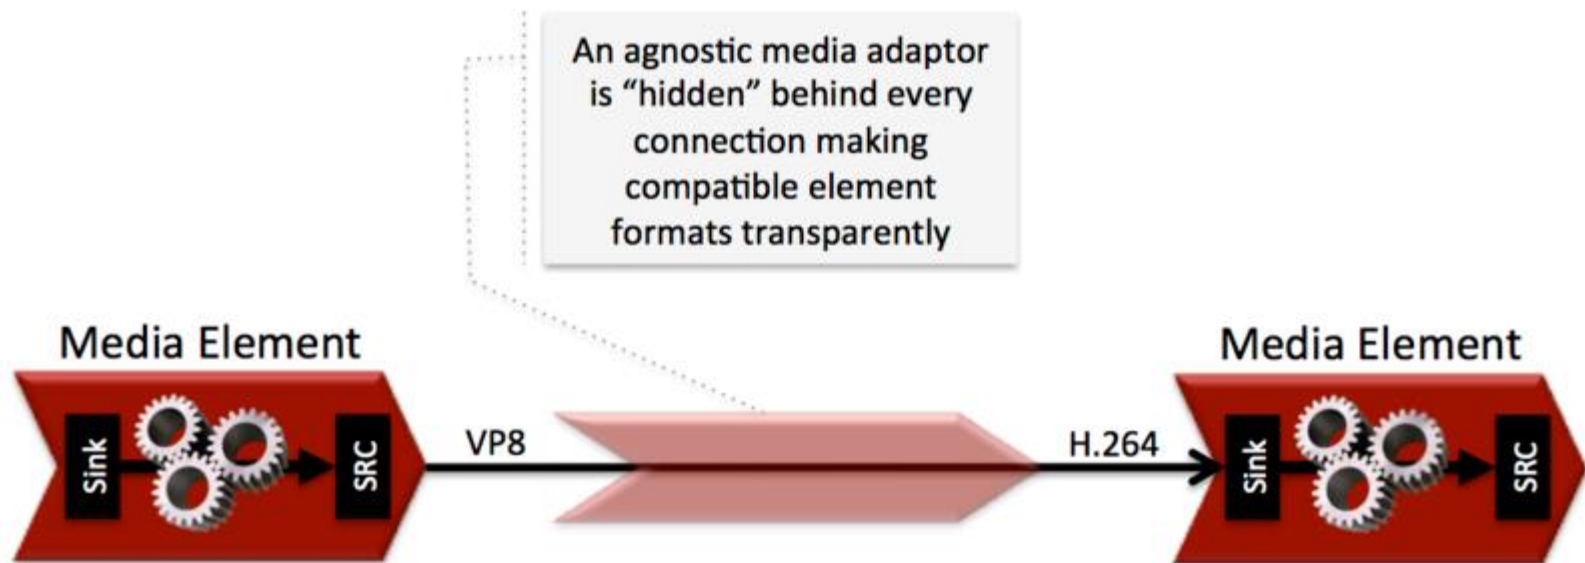 An agnostic media adaptor
is “hidden” behind every
connection making
compatible element
formats transparently
Media Element
Media Element
Sink
SRC
VP8
H.264
Sink
SRC